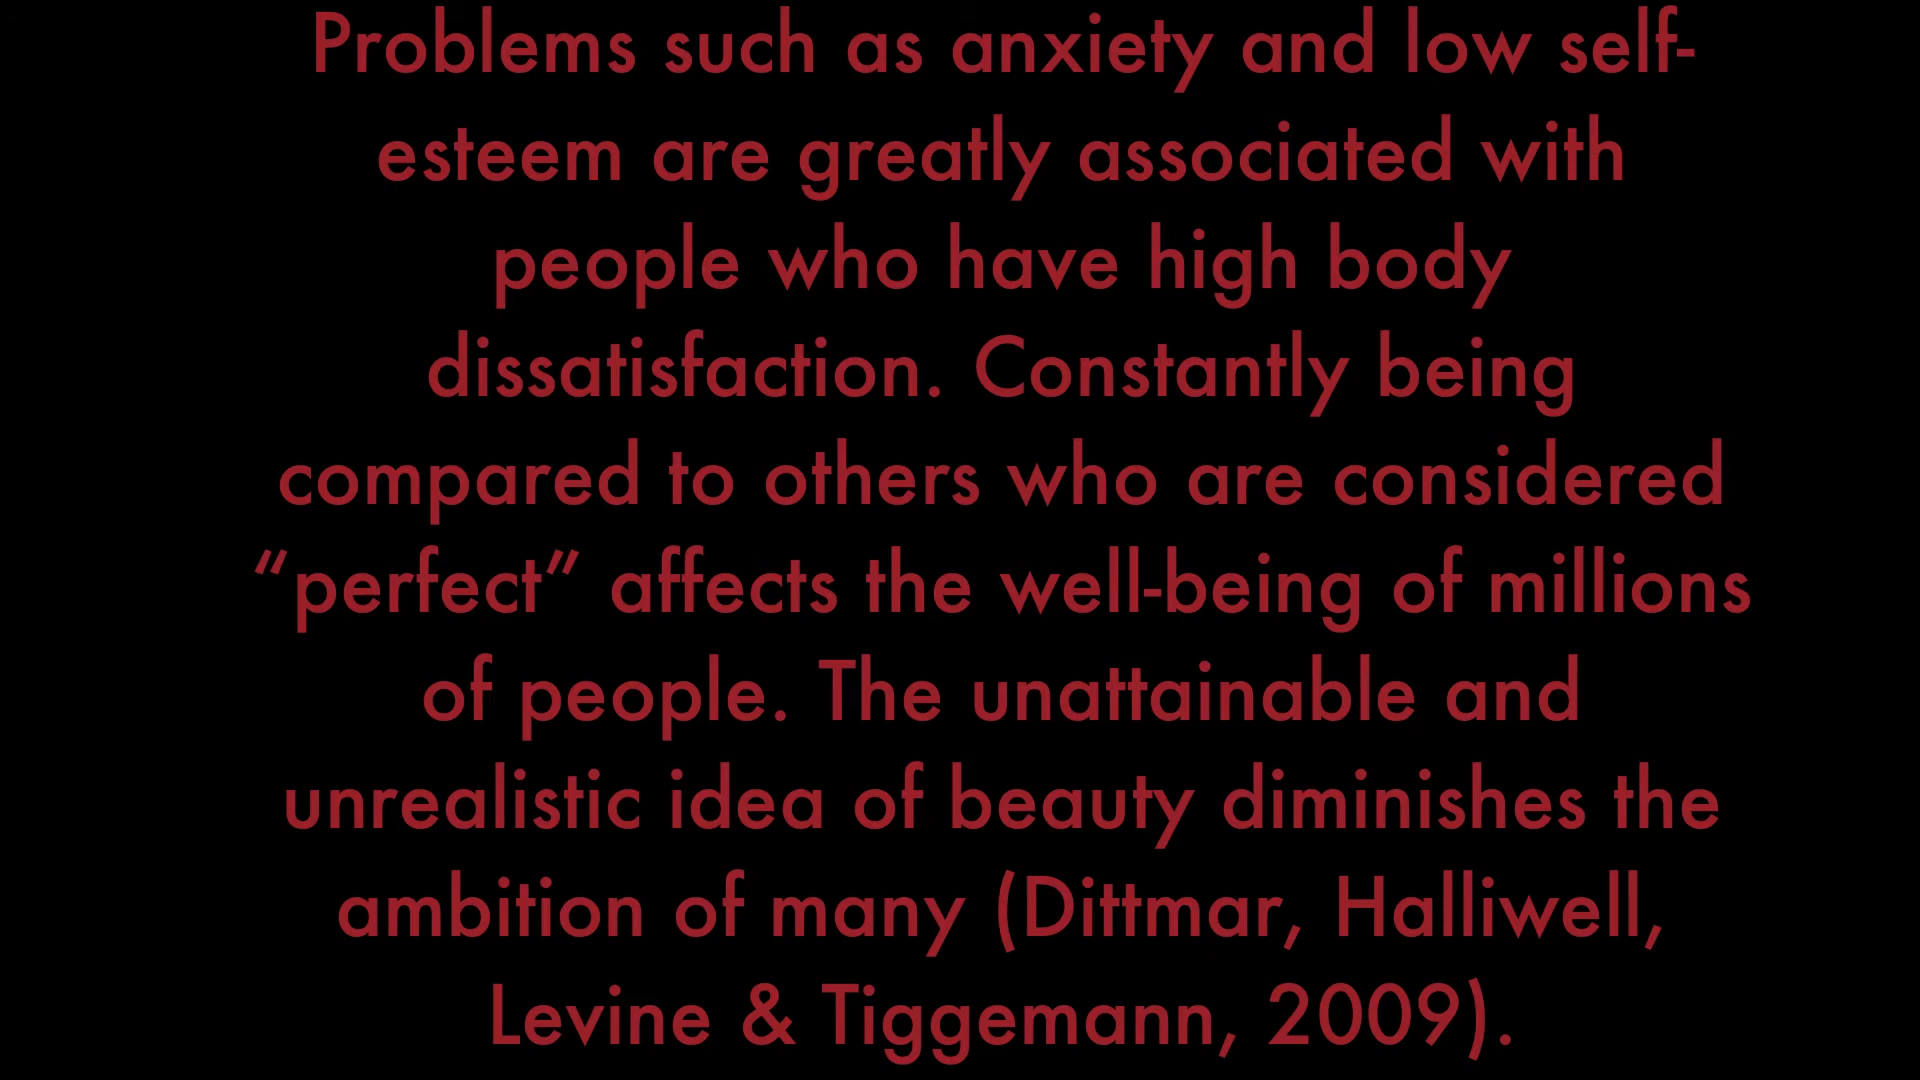 Problems such as anxiety and low self-
esteem are greatly associated with
people who have high body
dissatisfaction. Constantly being
compared to others who are considered
“perfect” affects the well-being of millions
of people. The unattainable and
unrealistic idea of beauty diminishes the
ambition of many (Dittmar, Halliwell,
Levine & Tiggemann, 2009).